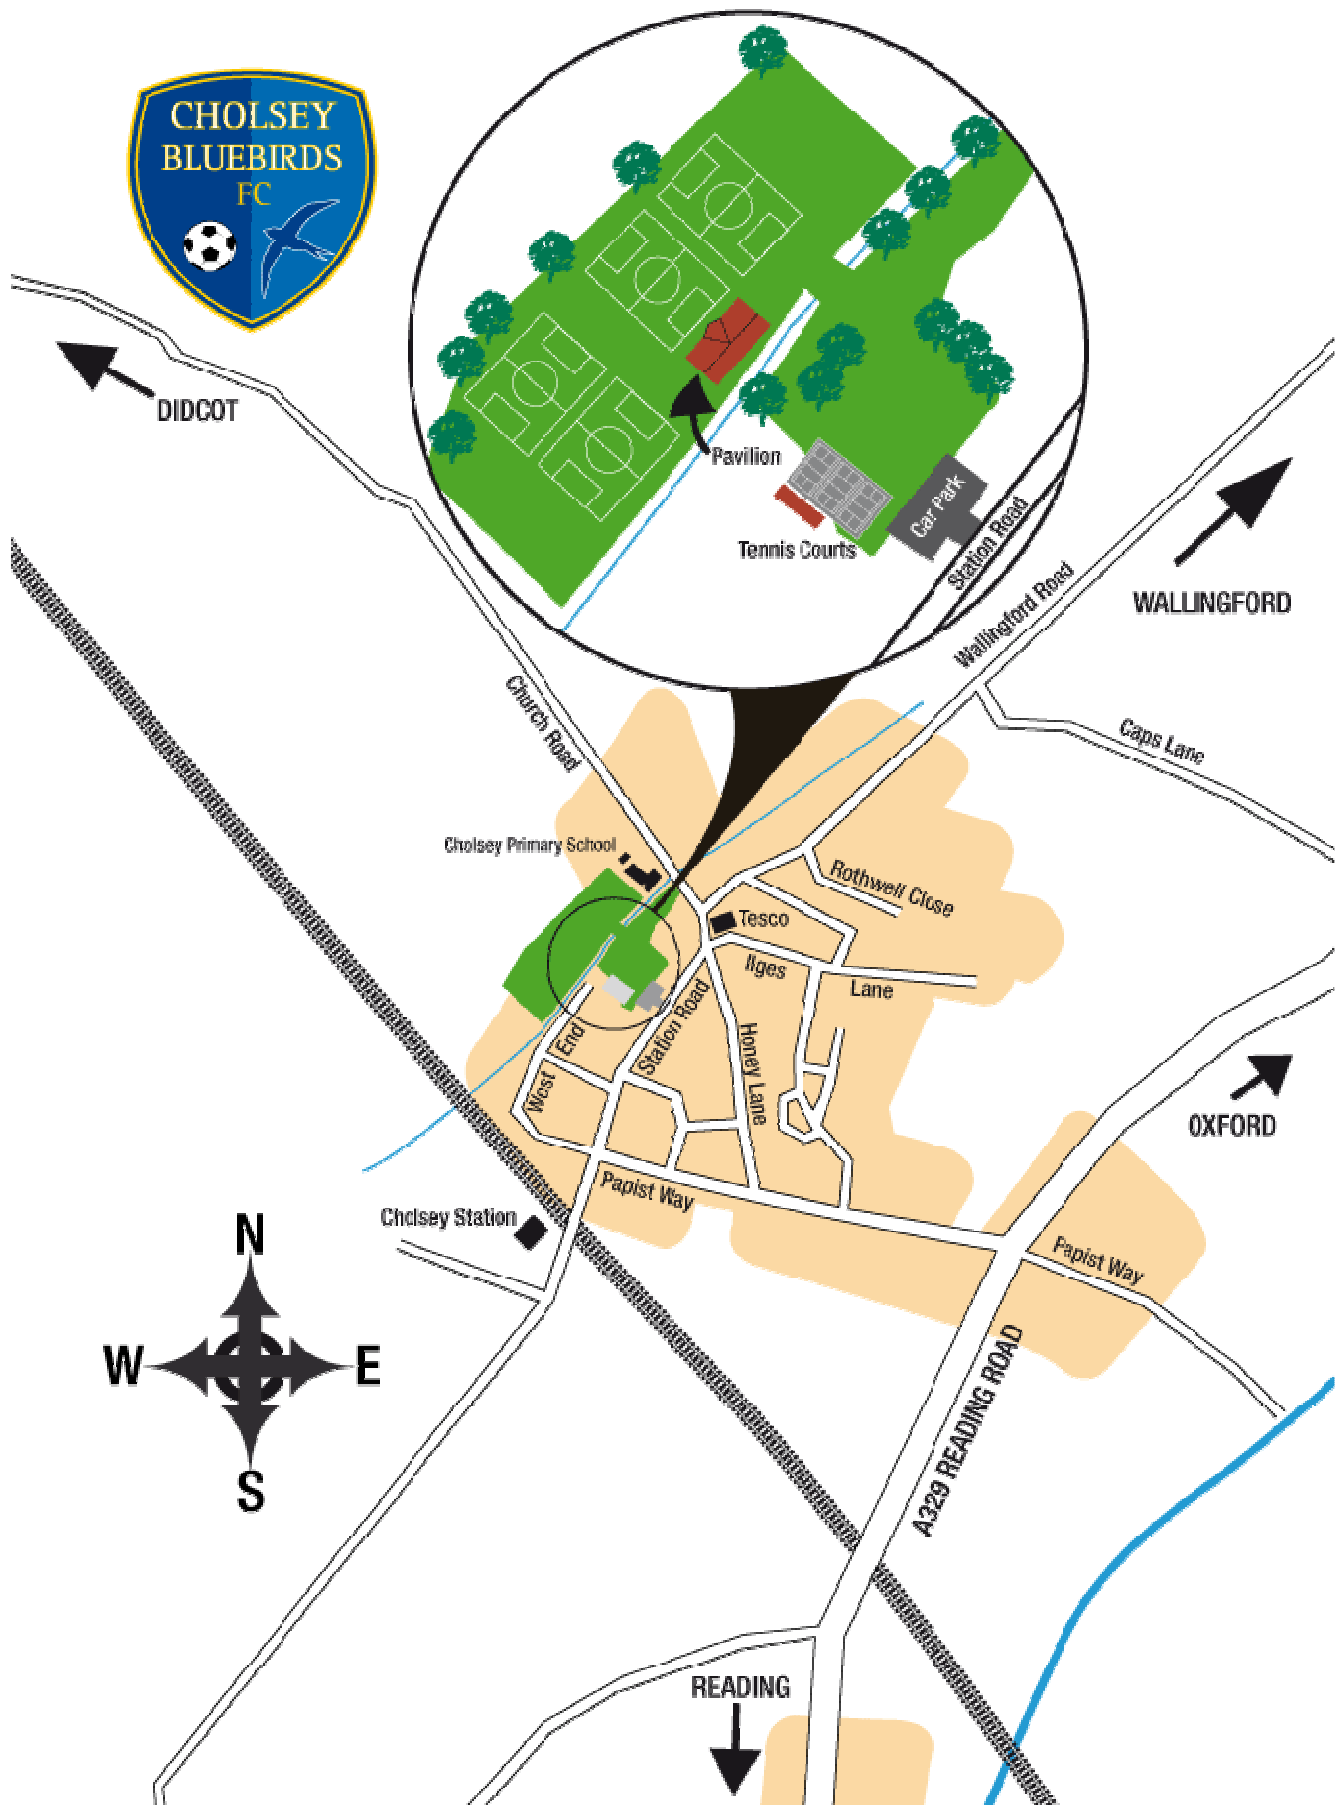 CHOLSEY
BLUEBIRDS
FC
DIDCOT
Pavilion
Tennis Courts
Car Park
Station Road
Wallingford Road
WALLINGFORD
Church Road
Caps Lane
Cholsey Primary School
Rothwell Close
Tesco
Ilges
Lane
Station Road
Honey Lane
West
End
OXFORD
Papist Way
Cholsey Station
Papist Way
N
W
E
S
A329 READING ROAD
READING